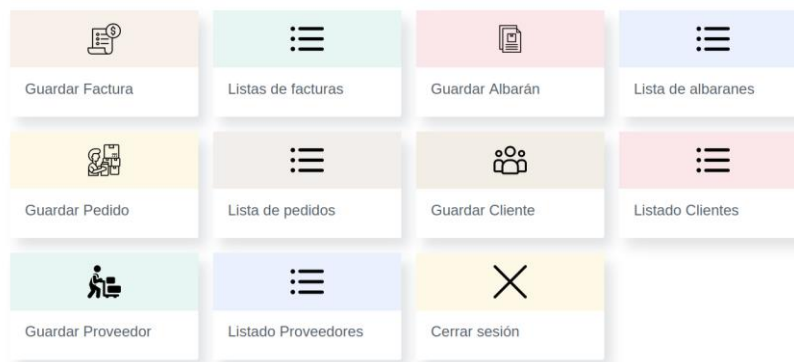 Guardar Factura
Listas de facturas
Guardar Albarán
Lista de albaranes
Guardar Pedido
Lista de pedidos
Guardar Cliente
Listado Clientes
Guardar Proveedor
Listado Proveedores
Cerrar sesión